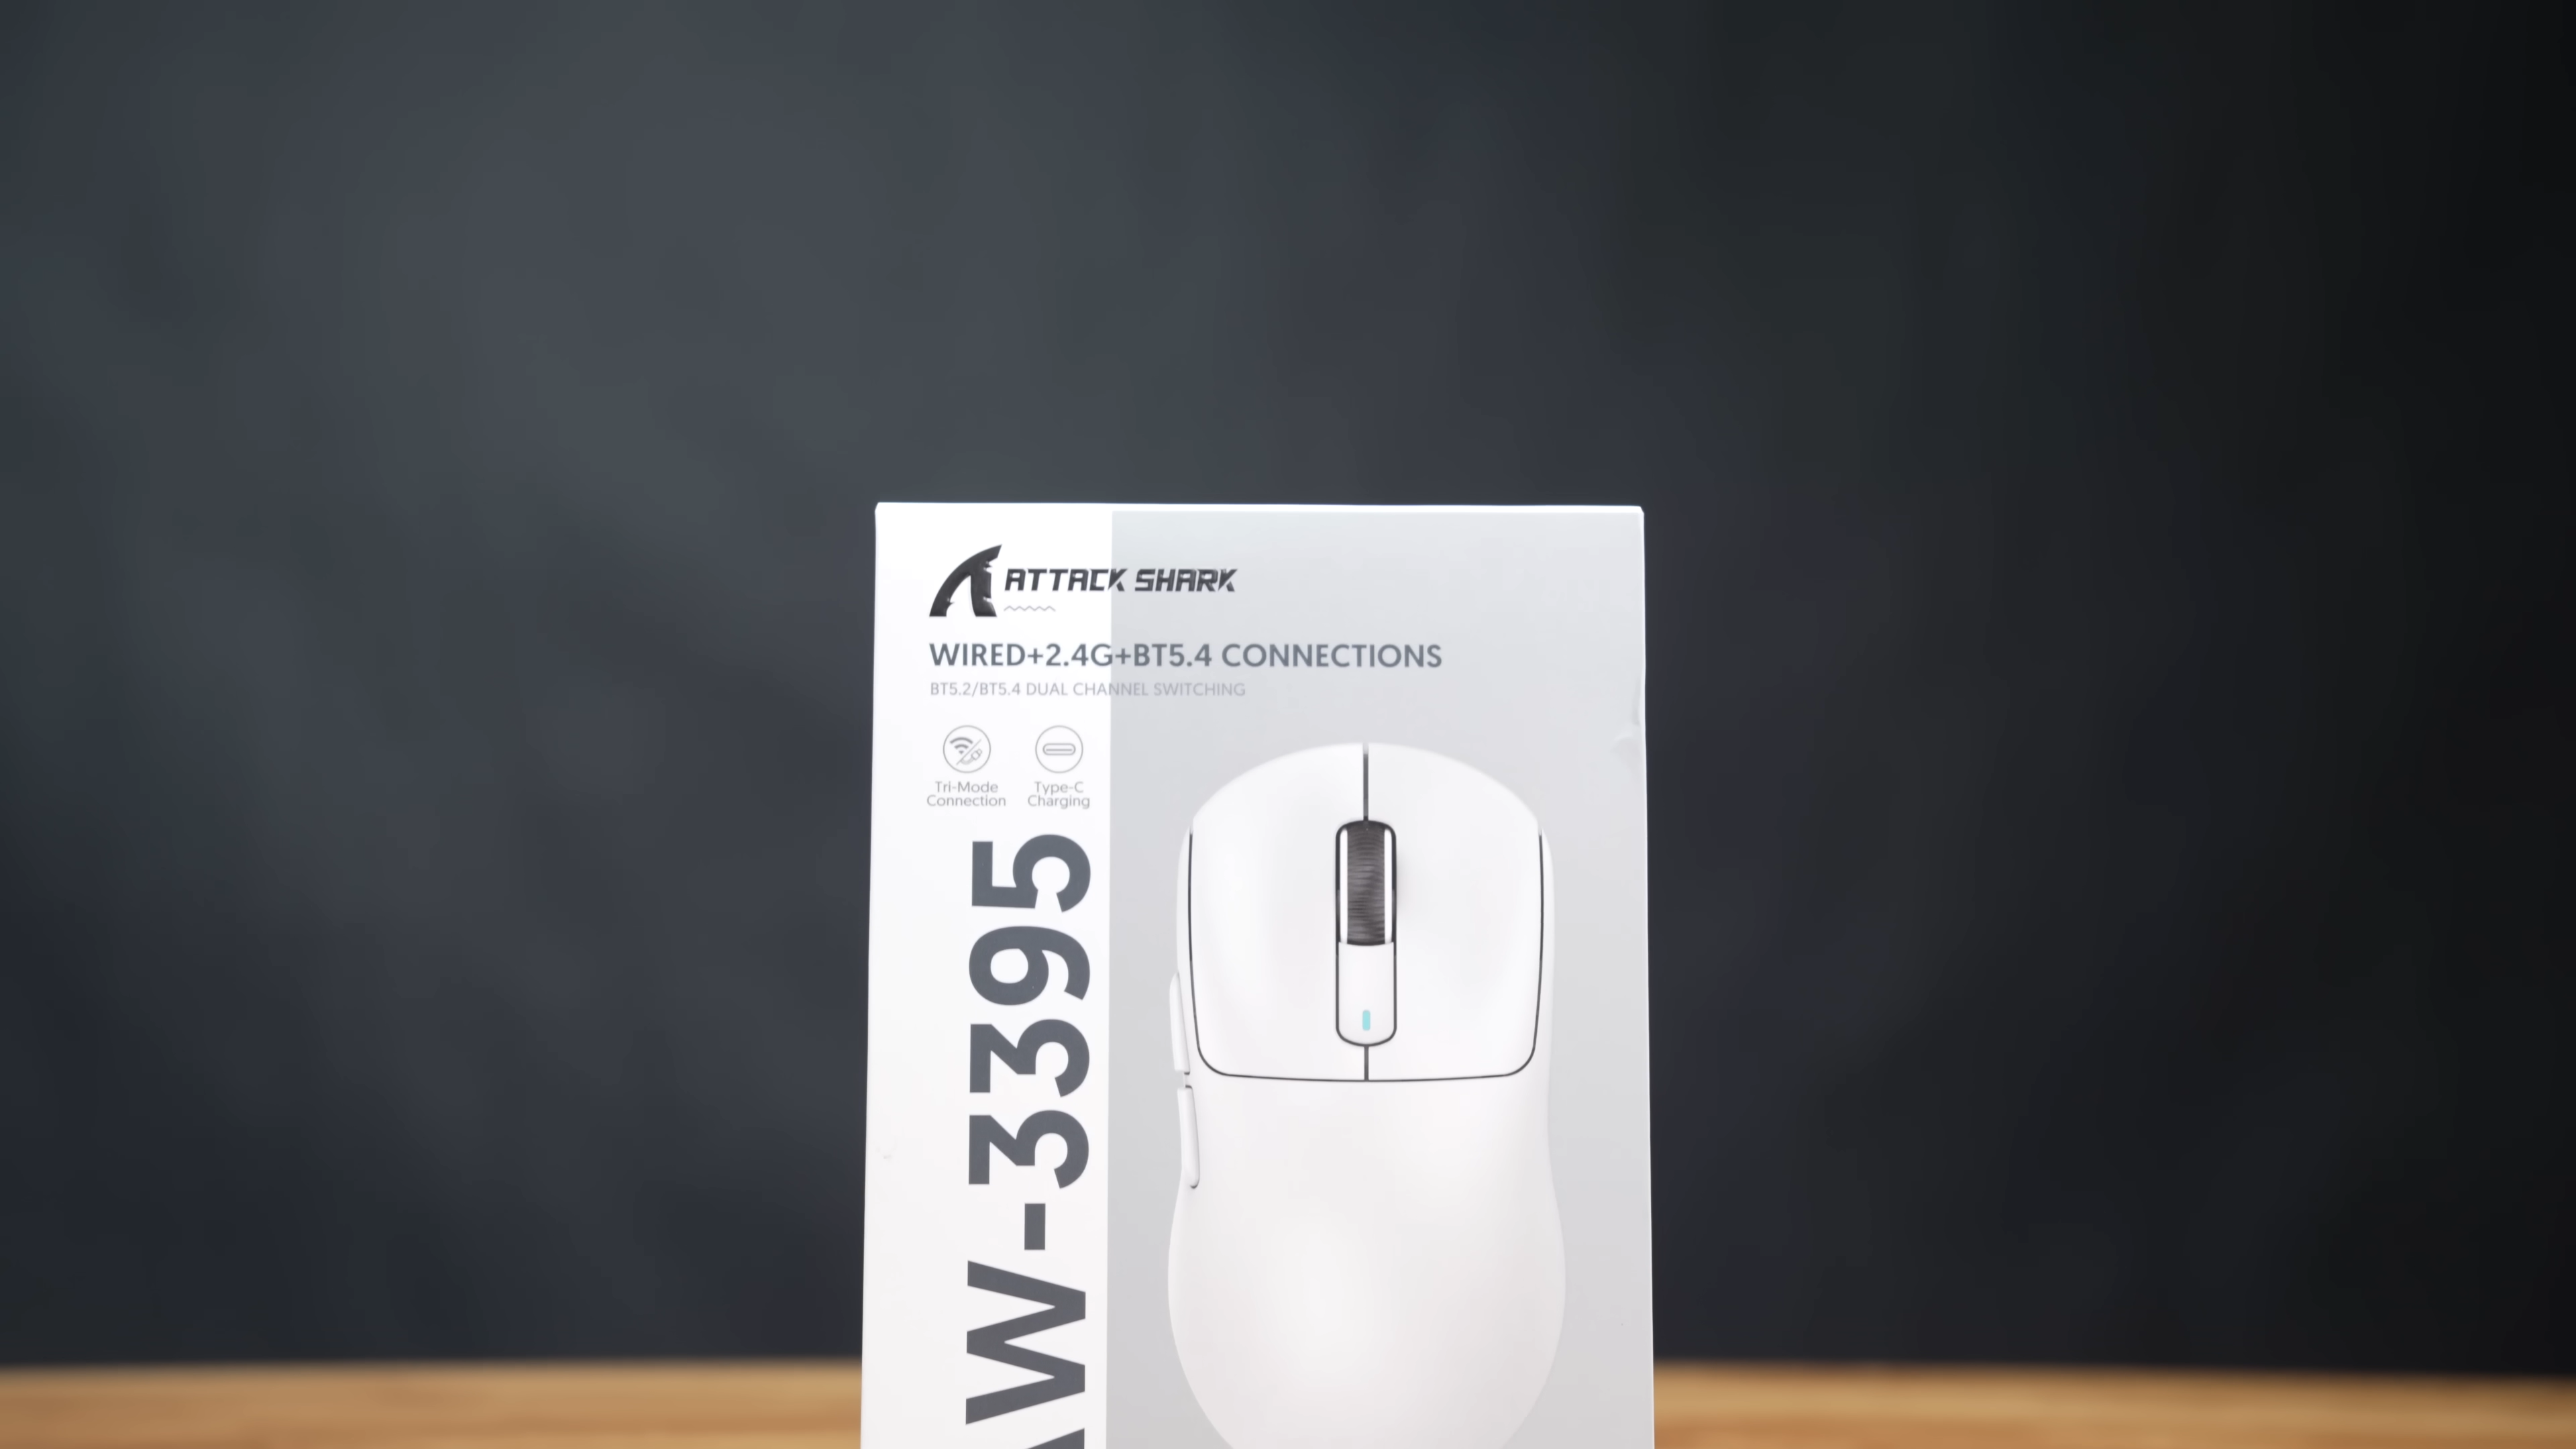 ATTACK SHARK
WIRED+2.4G+BT5.4 CONNECTIONS
BT5.2/BT5.4 DUAL CHANNEL SWITCHING
Tri-Mode
Connection
Type-C
Charging
W-3395